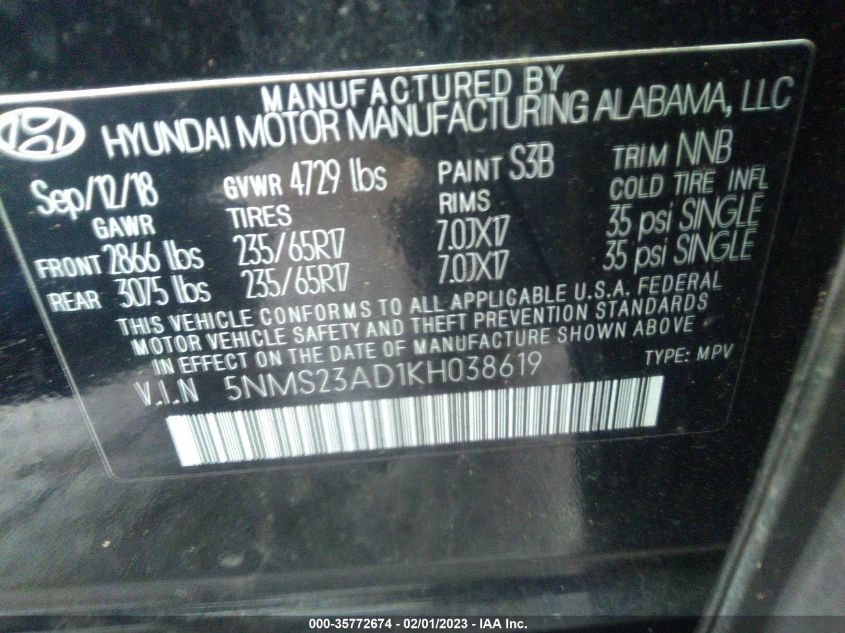 MANUFACTURED BY
HYUNDAI MOTOR MANUFACTURING ALABAMA, LLC
Sep/12/18 GVWR 4729 lbs PAINT S3B TRIM NNB
GAWR TIRES RIMS COLD TIRE INFL
FRONT 2866 lbs 235/65R17 7.0JX17 35 psi SINGLE
REAR 3075 lbs 235/65R17 7.0JX17 35 psi SINGLE
THIS VEHICLE CONFORMS TO ALL APPLICABLE U.S.A. FEDERAL
MOTOR VEHICLE SAFETY AND THEFT PREVENTION STANDARDS
IN EFFECT ON THE DATE OF MANUFACTURE SHOWN ABOVE
V.I.N 5NMS23AD1KH038619 TYPE: MPV
000-35772674 - 02/01/2023 - IAA Inc.